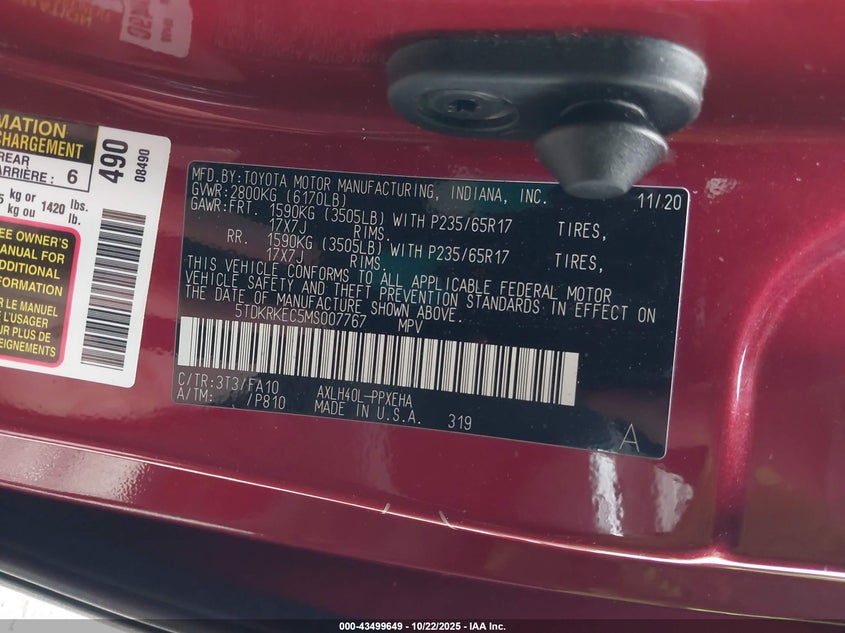 MATION
CHARGEMENT
REAR
ARRIÈRE: 6
490
08490
5 kg or 1420 lbs.
kg ou lb.
EE OWNER'S
MANUAL FOR
ADDITIONAL
FORMATION
R LE MANUEL
L'USAGER
R PLUS DE
EIGNEMENTS
MFD.BY:TOYOTA MOTOR MANUFACTURING, INDIANA, INC. 11/20
GVWR:2800KG (6170LB)
GAWR:FRT. 1590KG (3505LB) WITH P235/65R17 TIRES,
17X7J RIMS.
RR. 1590KG (3505LB) WITH P235/65R17 TIRES,
17X7J RIMS.
THIS VEHICLE CONFORMS TO ALL APPLICABLE FEDERAL MOTOR
VEHICLE SAFETY AND THEFT PREVENTION STANDARDS IN EFFECT ON
THE DATE OF MANUFACTURE SHOWN ABOVE.
5TDKRKEC5MS007767 MPV
C/TR:3T3/FA10 AXLH40L-PPXEHA
A/TM: /P810 MADE IN U.S.A. 319
A
000-43499649 - 10/22/2025 - IAA Inc.